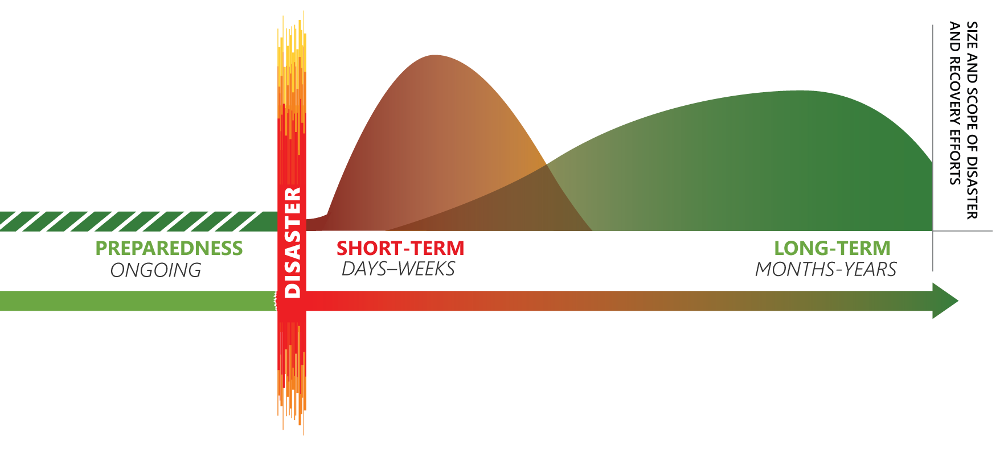 PREPAREDNESS
ONGOING
DISASTER
SHORT-TERM
DAYS–WEEKS
LONG-TERM
MONTHS-YEARS
SIZE AND SCOPE OF DISASTER
AND RECOVERY EFFORTS